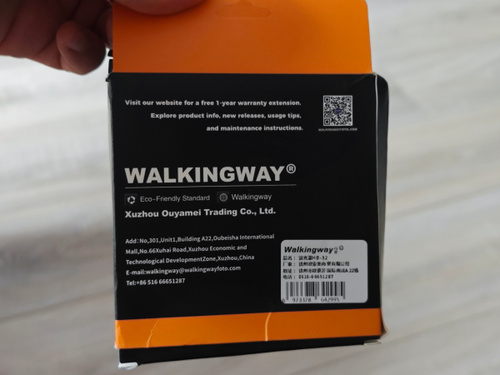 Visit our website for a free 1-year warranty extension.
Explore product info, new releases, usage tips,
and maintenance instructions.
WALKINGWAY®
Eco-Friendly Standard Walkingway
Xuzhou Ouyamei Trading Co., Ltd.
Add:No,301,Unit1,Building A22,Oubeisha International
Mall,No.66Xuhai Road,Xuzhou Economic and
Technological DevelopmentZone,Xuzhou,China
E-mail:walkingway@walkingwayfoto.com
Tel:+86 516 66651287
Walkingway